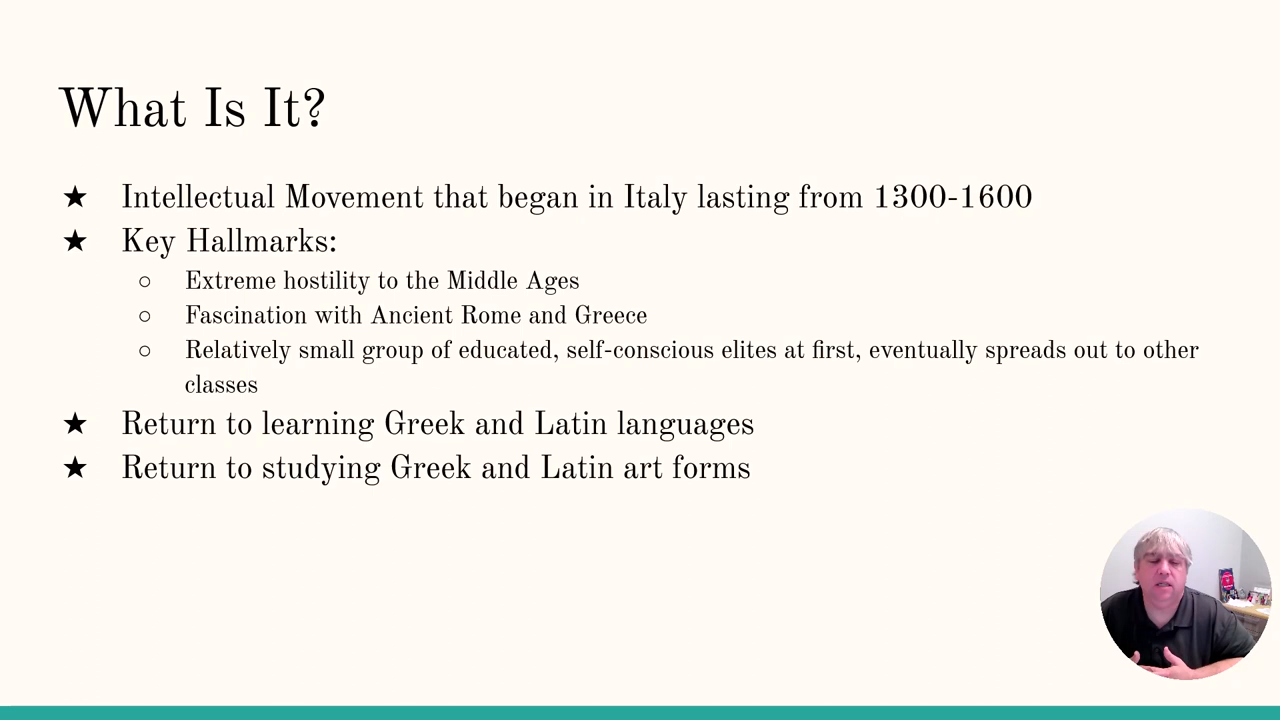 What Is It?
★ Intellectual Movement that began in Italy lasting from 1300-1600
★ Key Hallmarks:
○ Extreme hostility to the Middle Ages
○ Fascination with Ancient Rome and Greece
○ Relatively small group of educated, self-conscious elites at first, eventually spreads out to other
classes
★ Return to learning Greek and Latin languages
★ Return to studying Greek and Latin art forms